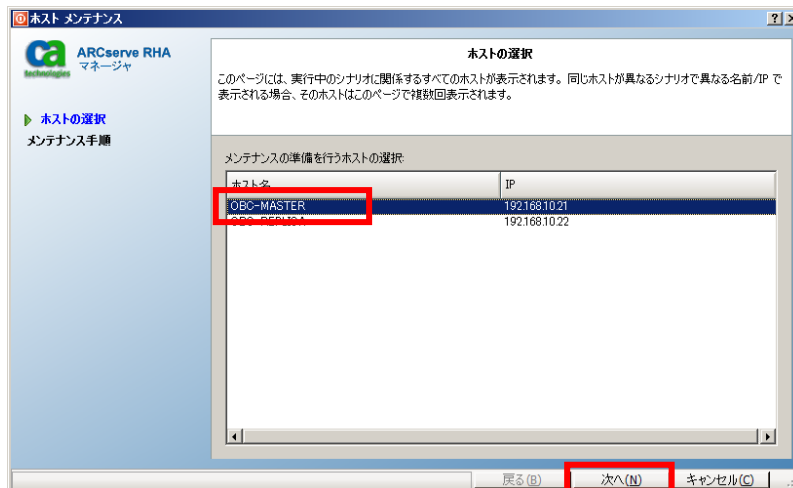 ホスト メンテナンス
ca
technologies
ARCserve RHA
マネージャ
ホストの選択
メンテナンス手順
ホストの選択
このページには、実行中のシナリオに関係するすべてのホストが表示されます。同じホストが異なるシナリオで異なる名前/IP で
表示される場合、そのホストはこのページで複数回表示されます。
メンテナンスの準備を行うホストの選択:
ホスト名 IP
OBC-MASTER 192.168.10.21
OBC-REPLICA 192.168.10.22
戻る(B) 次へ(N) キャンセル(C)